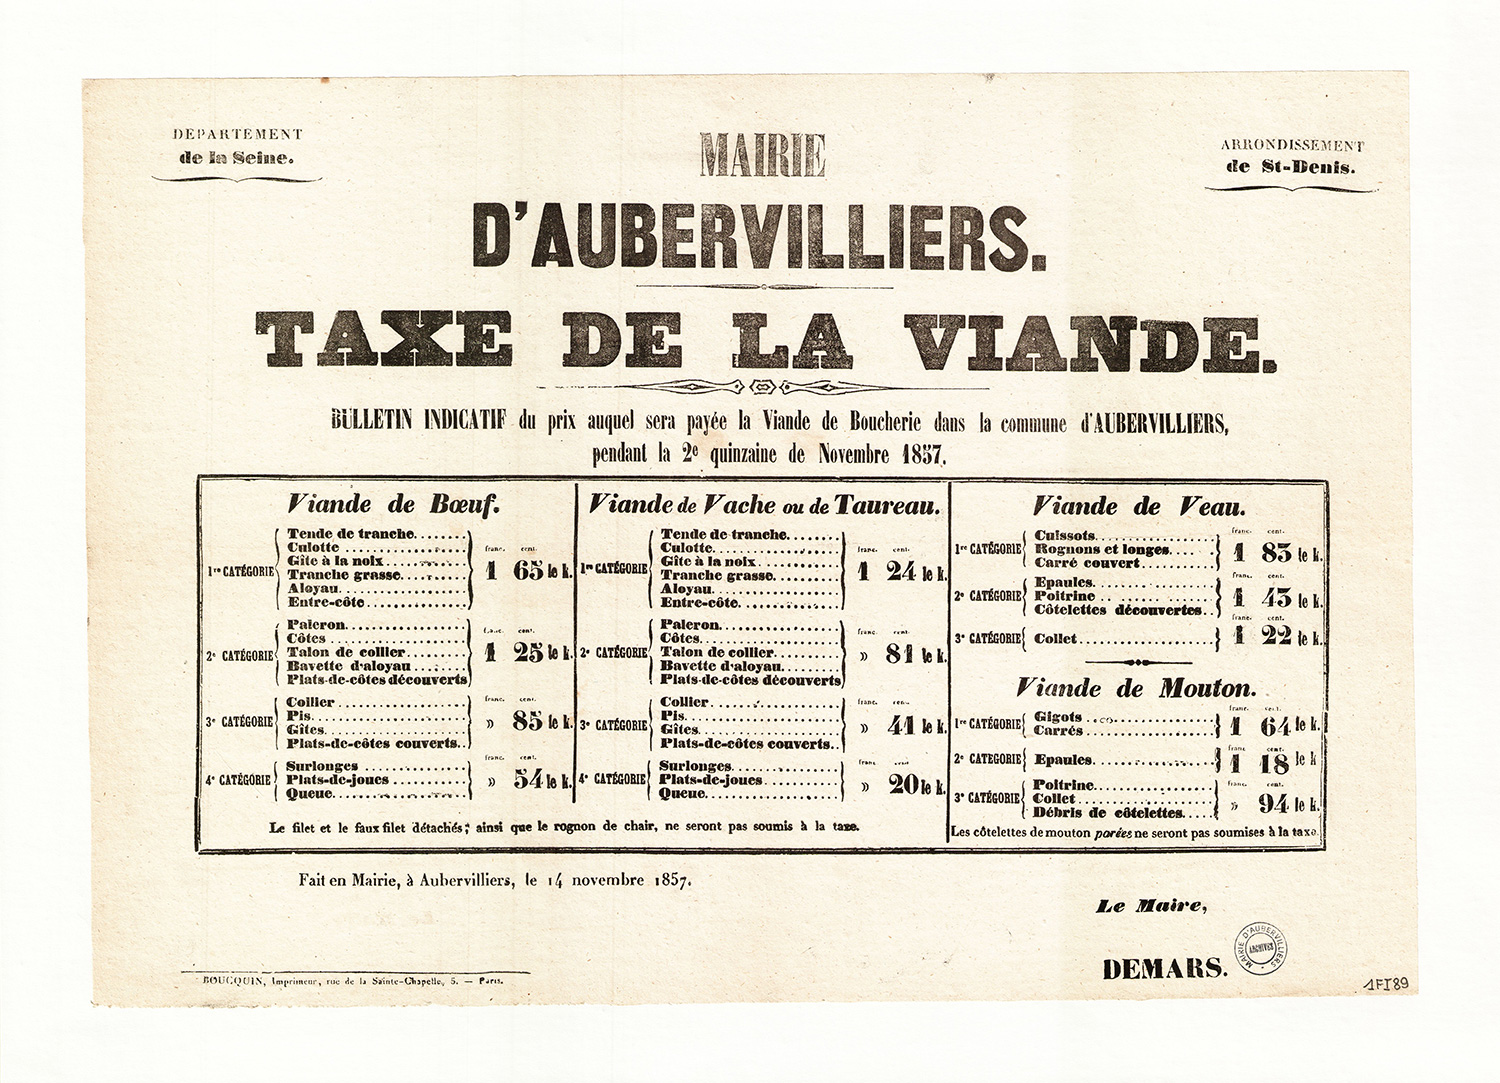 DÉPARTEMENT
de la Seine.
MAIRIE
ARRONDISSEMENT
de St-Denis.
D'AUBERVILLIERS.
TAXE DE LA VIANDE.
BULLETIN INDICATIF du prix auquel sera payée la Viande de Boucherie dans la commune d'AUBERVILLIERS,
pendant la 2e quinzaine de Novembre 1857.
Viande de Bœuf.
1re CATÉGORIE
Tende de tranche
Culotte
Gîte à la noix
Tranche grasse
Aloyau
Entre-côte
franc. cent.
1 65 le k.
2e CATÉGORIE
Paleron
Côtes
Talon de collier
Bavette d'aloyau
Plats-de-côtes découverts
franc. cent.
1 25 le k.
3e CATÉGORIE
Collier
Pis
Gîtes
Plats-de-côtes couverts
franc. cent.
» 85 le k.
4e CATÉGORIE
Surlonges
Plats-de-joues
Queue
franc. cent.
» 54 le k.
Viande de Vache ou de Taureau.
1re CATÉGORIE
Tende de tranche
Culotte
Gîte à la noix
Tranche grasse
Aloyau
Entre-côte
franc. cent.
1 24 le k.
2e CATÉGORIE
Paleron
Côtes
Talon de collier
Bavette d'aloyau
Plats-de-côtes découverts
franc. cent.
» 81 le k.
3e CATÉGORIE
Collier
Pis
Gîtes
Plats-de-côtes couverts
franc. cent.
» 41 le k.
4e CATÉGORIE
Surlonges
Plats-de-joues
Queue
franc. cent.
» 20 le k.
Le filet et le faux filet détachés; ainsi que le rognon de chair, ne seront pas soumis à la taxe.
Viande de Veau.
1re CATÉGORIE
Cuissots
Rognons et longes
Carré couvert
franc. cent.
1 83 le k.
2e CATÉGORIE
Epaules
Poitrine
Côtelettes découvertes
franc. cent.
1 43 le k.
3e CATÉGORIE
Collet
franc. cent.
1 22 le k.
Viande de Mouton.
1re CATÉGORIE
Gigots
Carrés
franc. cent.
1 64 le k.
2e CATÉGORIE
Epaules
franc. cent.
1 18 le k
3e CATÉGORIE
Poitrine
Collet
Débris de côtelettes
franc. cent.
» 94 le k.
Les côtelettes de mouton parées ne seront pas soumises à la taxe.
Fait en Mairie, à Aubervilliers, le 14 novembre 1857.
Le Maire,
DEMARS.
MAIRIE D'AUBERVILLIERS
ARCHIVES
BOUCQUIN, Imprimeur, rue de la Sainte-Chapelle, 5. — Paris.
1FI89